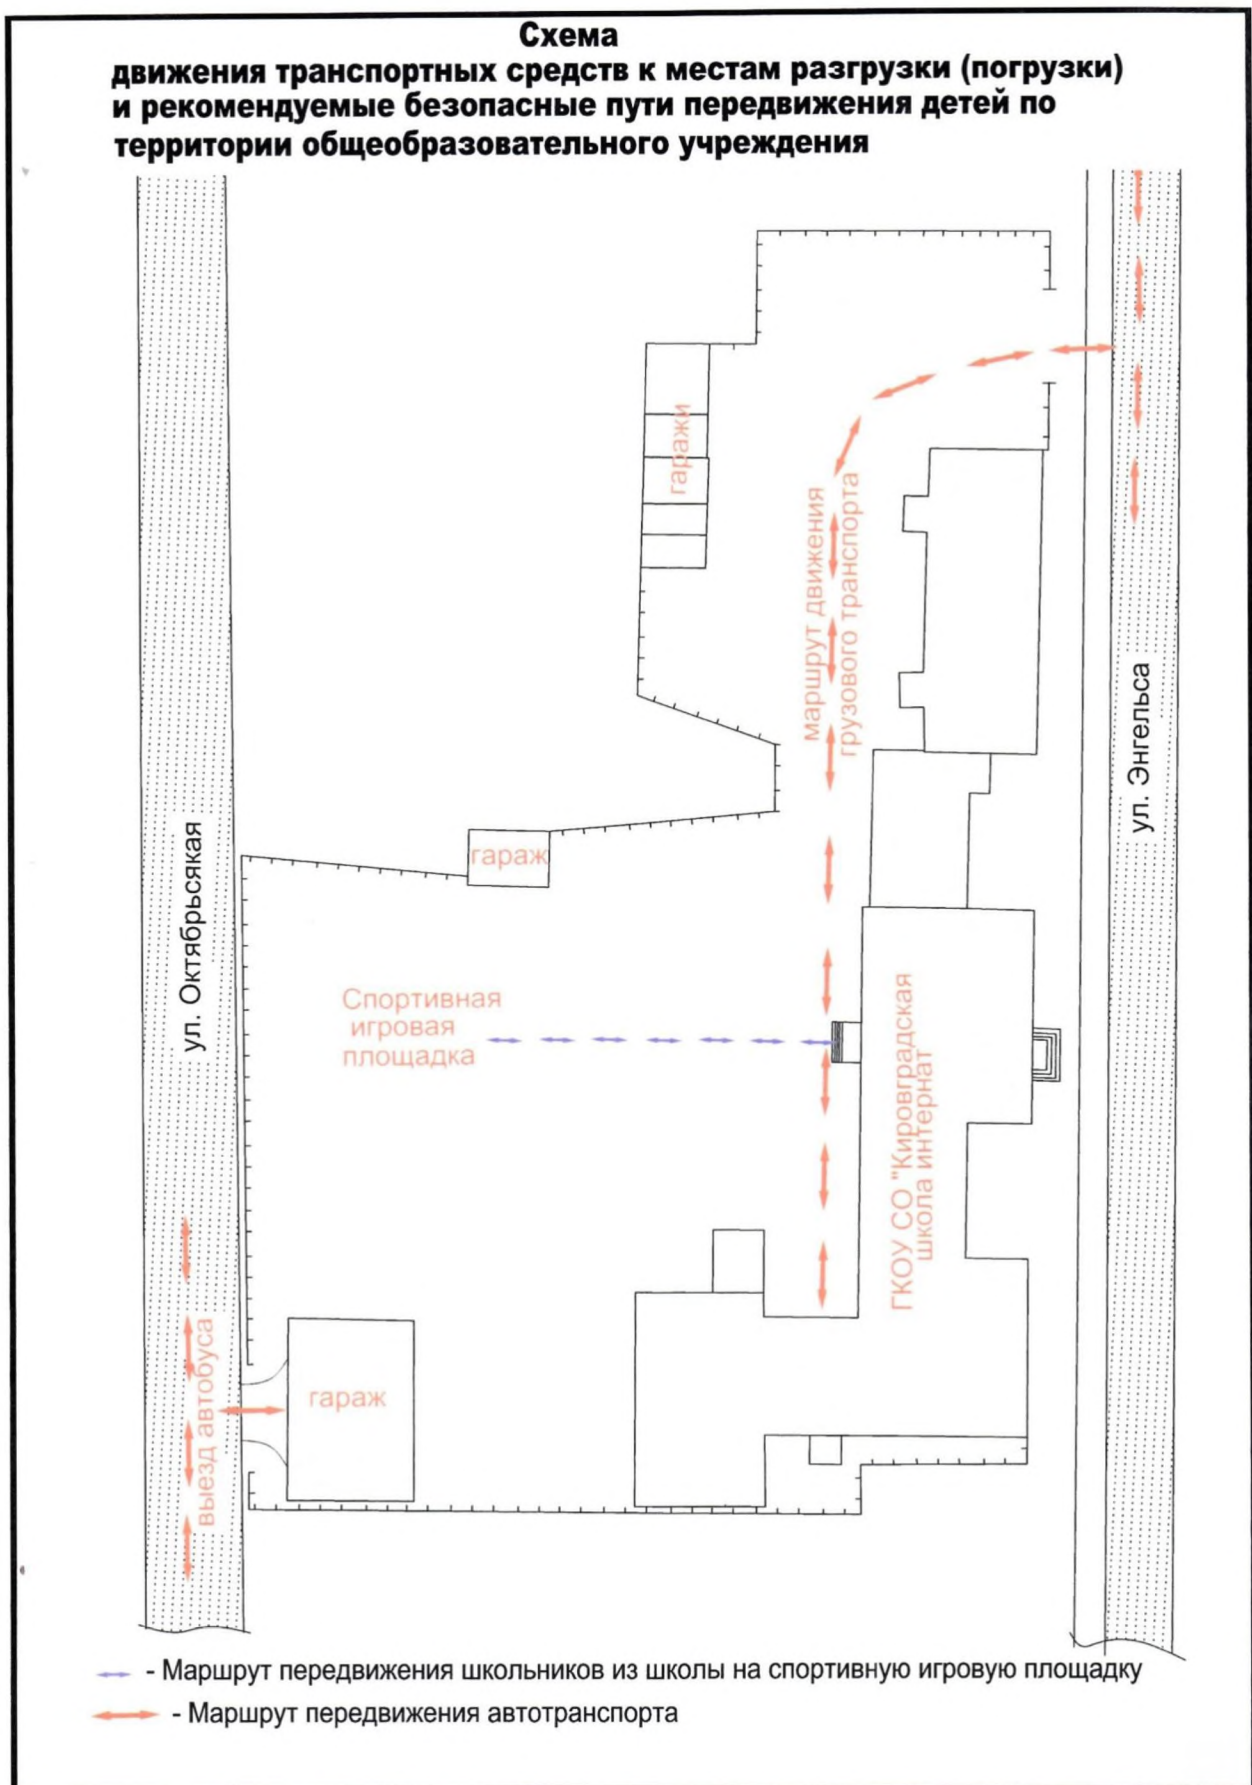 Схема
движения транспортных средств к местам разгрузки (погрузки)
и рекомендуемые безопасные пути передвижения детей по
территории общеобразовательного учреждения
гаражи
маршрут движения
грузового транспорта
ул. Энгельса
ул. Октябрьсякая
гараж
Спортивная
игровая
площадка
ГКОУ СО "Кировградская
школа интернат
выезд автобуса
гараж
- Маршрут передвижения школьников из школы на спортивную игровую площадку
- Маршрут передвижения автотранспорта